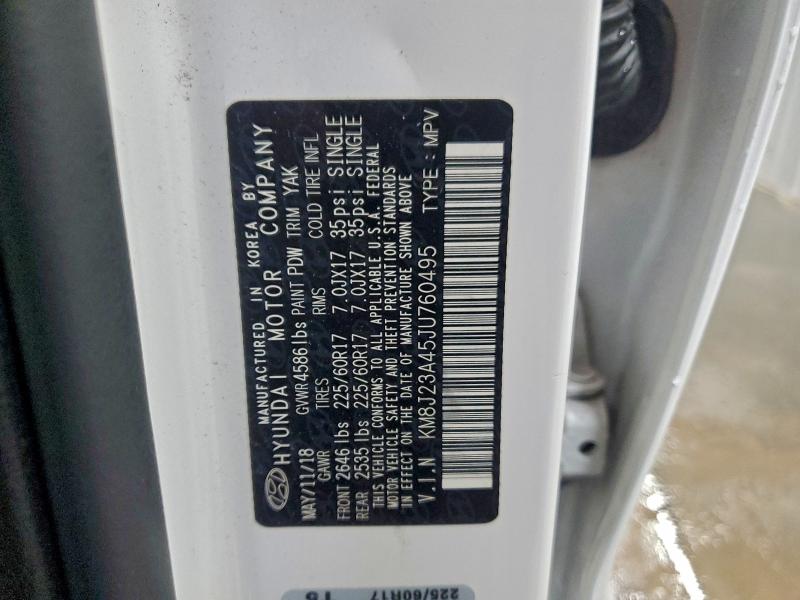 MANUFACTURED IN KOREA BY
HYUNDAI MOTOR COMPANY
MAY/11/18 GVWR 4586 lbs PAINT PDW TRIM YAK
GAWR TIRES RIMS COLD TIRE INFL
FRONT 2646 lbs 225/60R17 7.0JX17 35psi SINGLE
REAR 2535 lbs 225/60R17 7.0JX17 35psi SINGLE
THIS VEHICLE CONFORMS TO ALL APPLICABLE U.S.A. FEDERAL
MOTOR VEHICLE SAFETY AND THEFT PREVENTION STANDARDS
IN EFFECT ON THE DATE OF MANUFACTURE SHOWN ABOVE
V.I.N KM8J23A45JU760495 TYPE : MPV
225/60R17